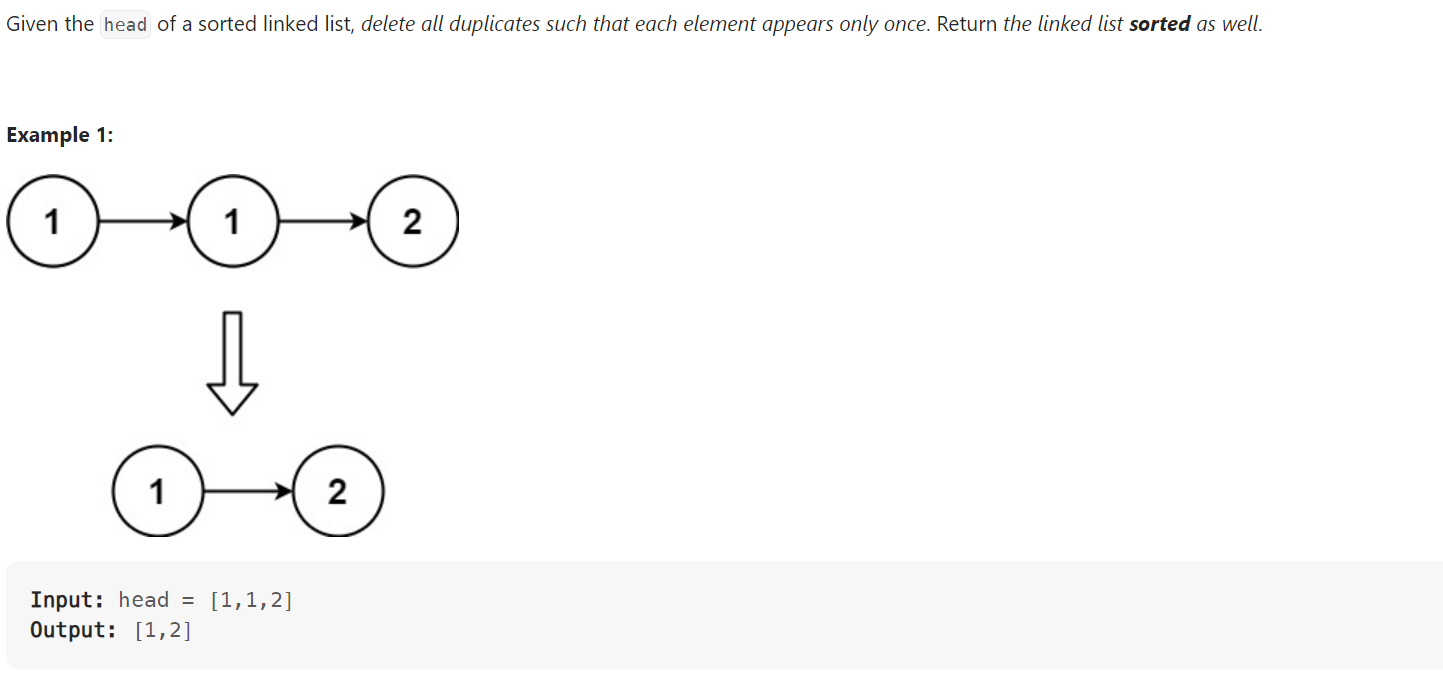 Given the head of a sorted linked list, delete all duplicates such that each element appears only once. Return the linked list sorted as well.
Example 1:
1 1 2
1 2
Input: head = [1,1,2]
Output: [1,2]